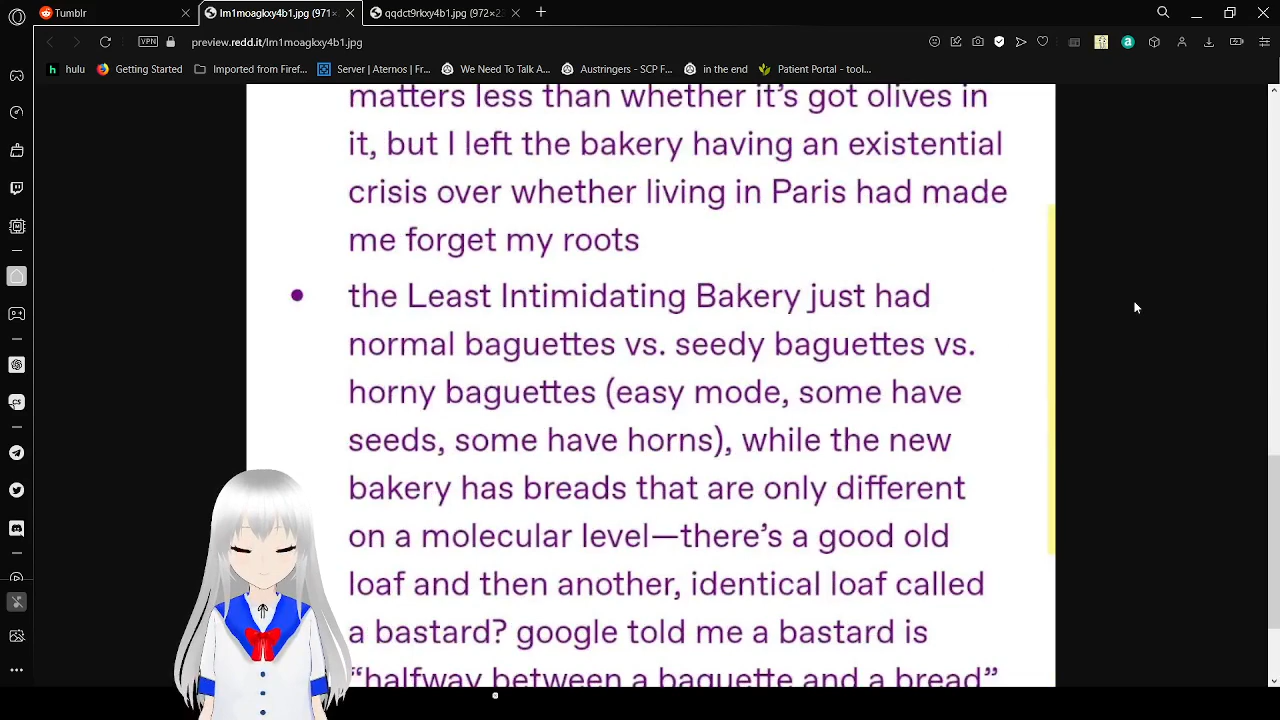 Tumblr
lm1moagkxy4b1.jpg (971×
qqdct9rkxy4b1.jpg (972×2
VPN
preview.redd.it/lm1moagkxy4b1.jpg
hulu
Getting Started
Imported from Firef...
Server | Aternos | Fr...
We Need To Talk A...
Austringers - SCP F...
in the end
Patient Portal - tool...
matters less than whether it's got olives in
it, but I left the bakery having an existential
crisis over whether living in Paris had made
me forget my roots
• the Least Intimidating Bakery just had
normal baguettes vs. seedy baguettes vs.
horny baguettes (easy mode, some have
seeds, some have horns), while the new
bakery has breads that are only different
on a molecular level—there's a good old
loaf and then another, identical loaf called
a bastard? google told me a bastard is
“halfway between a baguette and a bread”